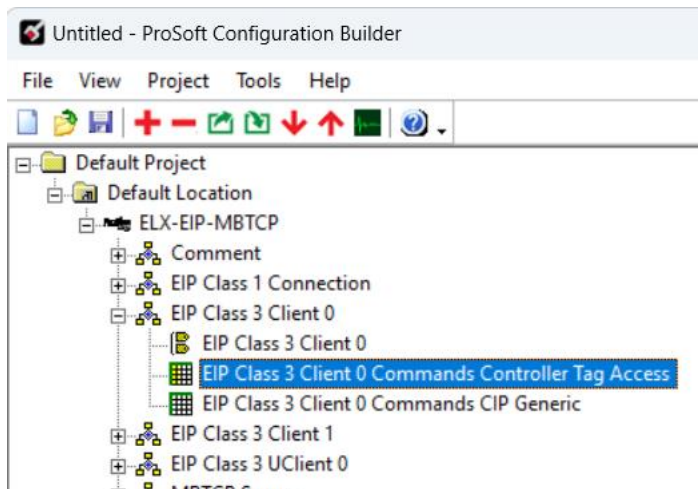 Untitled - ProSoft Configuration Builder
File View Project Tools Help
Default Project
Default Location
ELX-EIP-MBTCP
Comment
EIP Class 1 Connection
EIP Class 3 Client 0
EIP Class 3 Client 0
EIP Class 3 Client 0 Commands Controller Tag Access
EIP Class 3 Client 0 Commands CIP Generic
EIP Class 3 Client 1
EIP Class 3 UClient 0